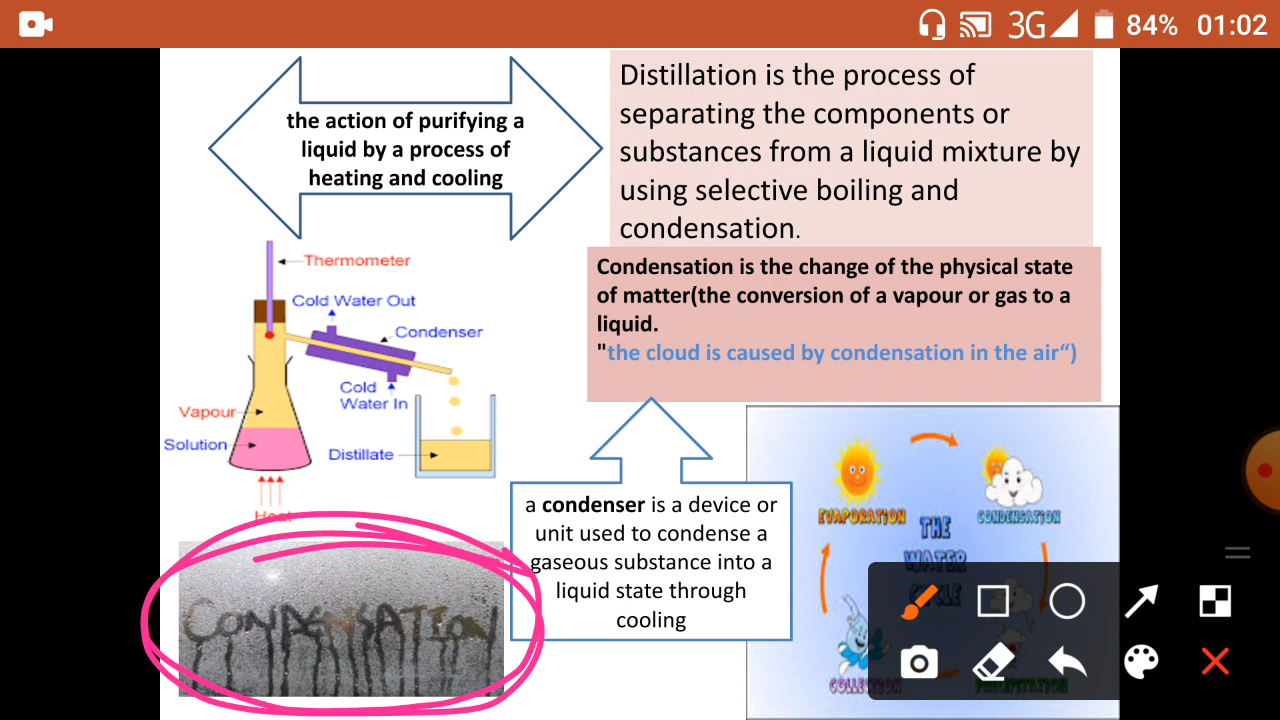 3G 84% 01:02
the action of purifying a
liquid by a process of
heating and cooling
Distillation is the process of
separating the components or
substances from a liquid mixture by
using selective boiling and
condensation.
Condensation is the change of the physical state
of matter(the conversion of a vapour or gas to a
liquid.
"the cloud is caused by condensation in the air“)
Thermometer
Cold Water Out
Condenser
Cold
Water In
Vapour
Solution
Distillate
Heat
a condenser is a device or
unit used to condense a
gaseous substance into a
liquid state through
cooling
CONDENSATION
EVAPORATION
CONDENSATION
THE
WATER
CYCLE
COLLECTION
PRECIPITATION